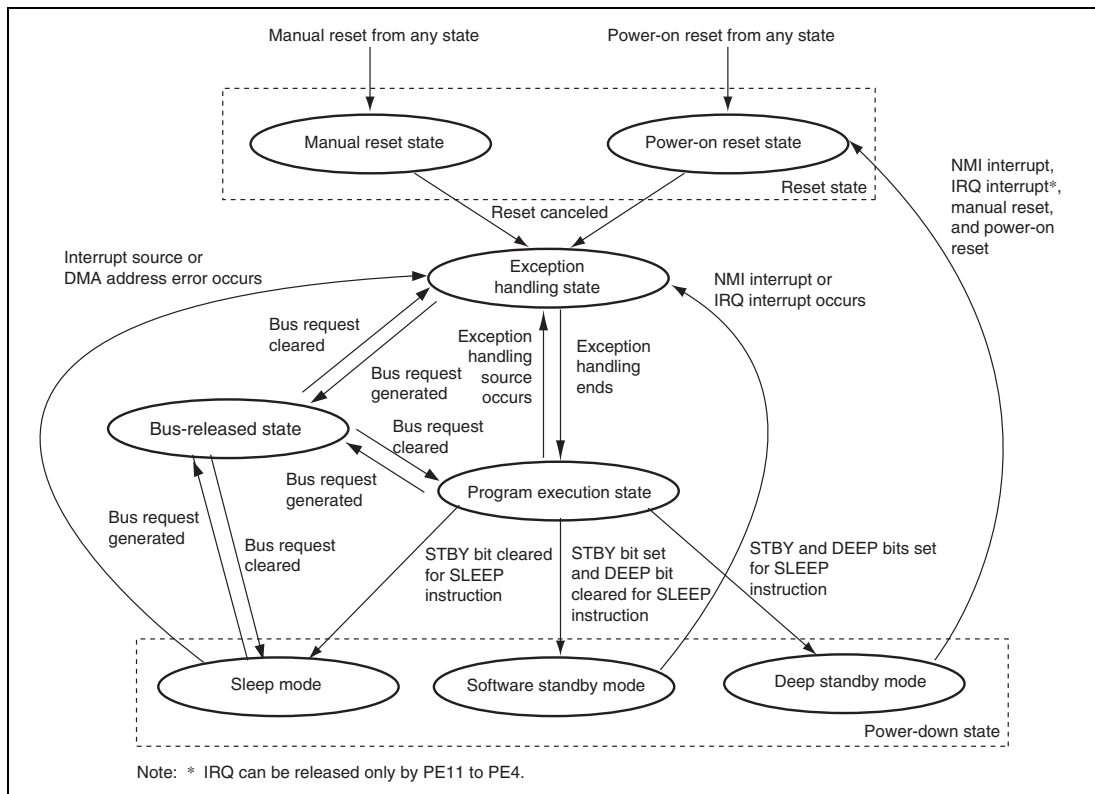 Manual reset from any state
Power-on reset from any state
Manual reset state
Power-on reset state
Reset state
NMI interrupt,
IRQ interrupt*,
manual reset,
and power-on
reset
Reset canceled
Interrupt source or
DMA address error occurs
Exception
handling state
NMI interrupt or
IRQ interrupt occurs
Bus request
cleared
Exception
handling
source
occurs
Exception
handling
ends
Bus request
generated
Bus-released state
Bus request
cleared
Bus request
generated
Program execution state
Bus request
generated
Bus request
cleared
STBY bit cleared
for SLEEP
instruction
STBY bit set
and DEEP bit
cleared for SLEEP
instruction
STBY and DEEP bits set
for SLEEP
instruction
Sleep mode
Software standby mode
Deep standby mode
Power-down state
Note: * IRQ can be released only by PE11 to PE4.